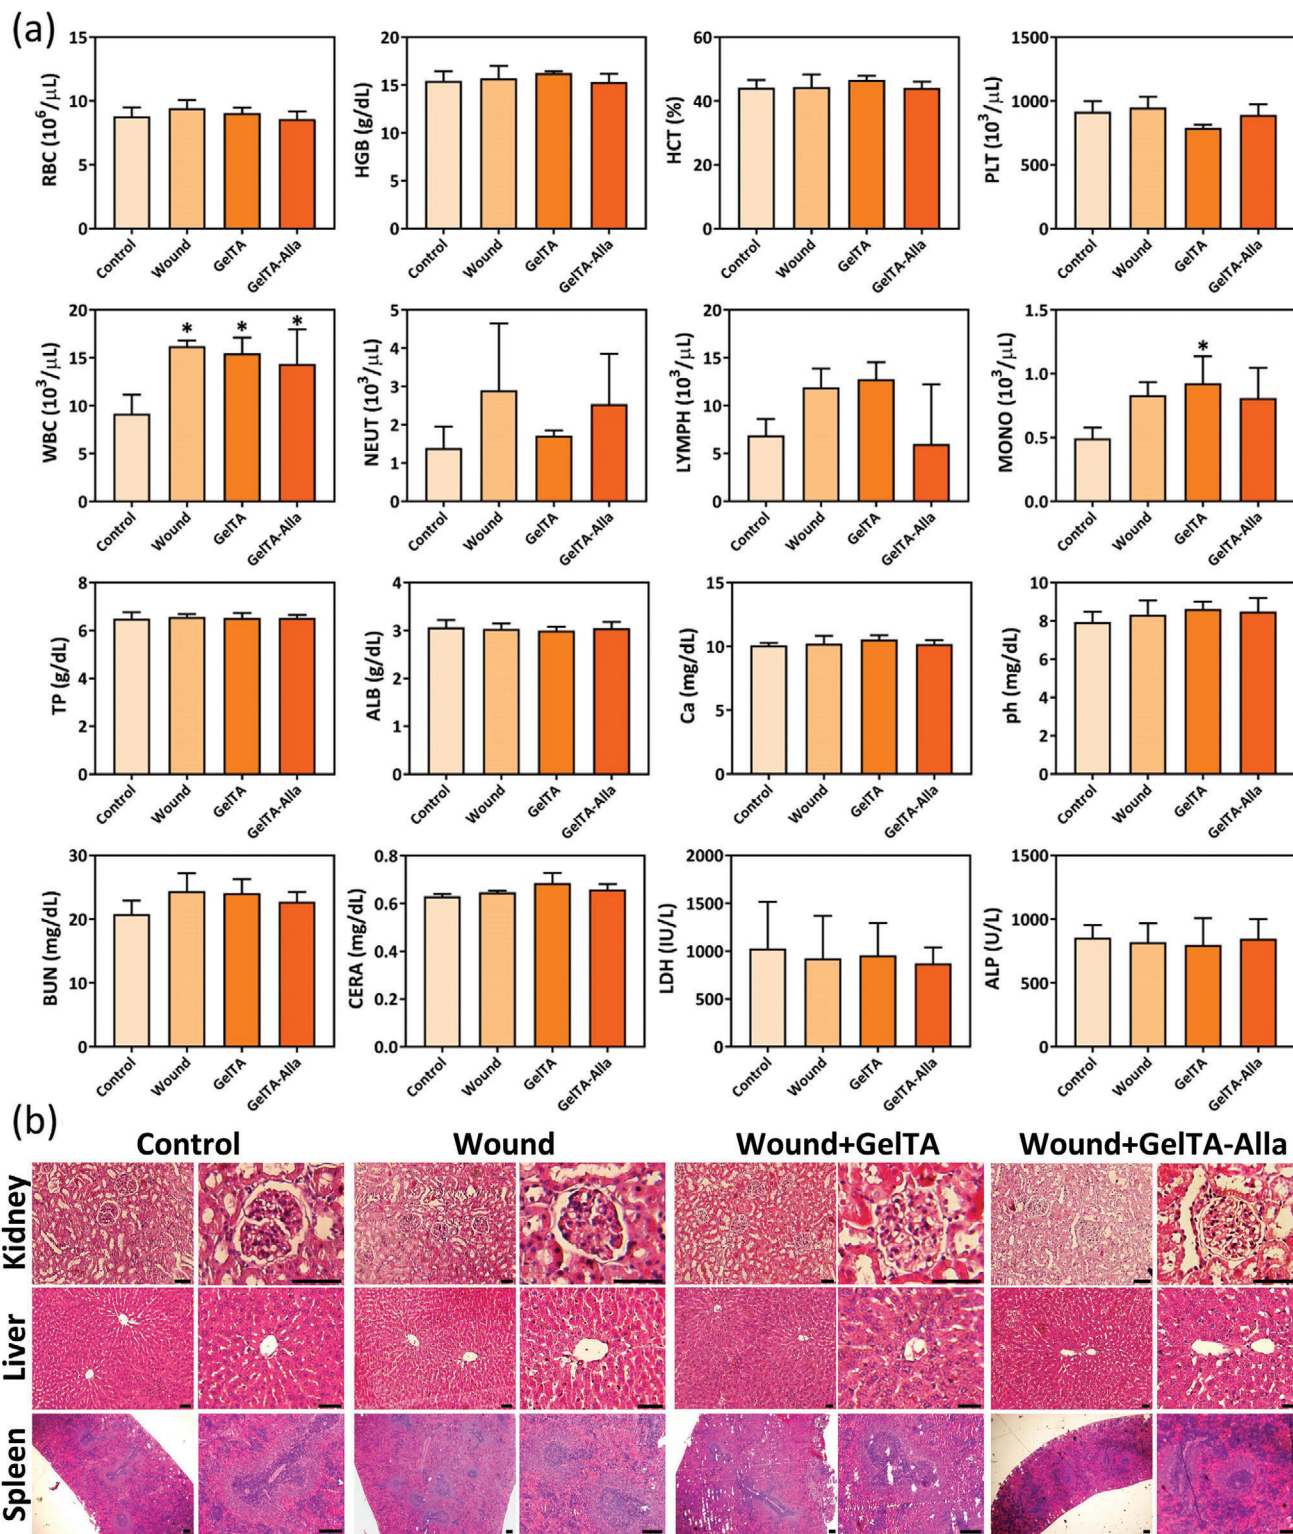 (a)
RBC (10⁶/μL)
15
10
5
0
Control
Wound
GelTA
GelTA-Alla
HGB (g/dL)
20
15
10
5
0
Control
Wound
GelTA
GelTA-Alla
HCT (%)
60
40
20
0
Control
Wound
GelTA
GelTA-Alla
PLT (10³/μL)
1500
1000
500
0
Control
Wound
GelTA
GelTA-Alla
WBC (10³/μL)
20
15
10
5
0
* * *
Control
Wound
GelTA
GelTA-Alla
NEUT (10³/μL)
5
4
3
2
1
0
Control
Wound
GelTA
GelTA-Alla
LYMPH (10³/μL)
20
15
10
5
0
Control
Wound
GelTA
GelTA-Alla
MONO (10³/μL)
1.5
1.0
0.5
0.0
*
Control
Wound
GelTA
GelTA-Alla
TP (g/dL)
8
6
4
2
0
Control
Wound
GelTA
GelTA-Alla
ALB (g/dL)
4
3
2
1
0
Control
Wound
GelTA
GelTA-Alla
Ca (mg/dL)
15
10
5
0
Control
Wound
GelTA
GelTA-Alla
ph (mg/dL)
10
8
6
4
2
0
Control
Wound
GelTA
GelTA-Alla
BUN (mg/dL)
30
20
10
0
Control
Wound
GelTA
GelTA-Alla
CERA (mg/dL)
0.8
0.6
0.4
0.2
0.0
Control
Wound
GelTA
GelTA-Alla
LDH (IU/L)
2000
1500
1000
500
0
Control
Wound
GelTA
GelTA-Alla
ALP (U/L)
1500
1000
500
0
Control
Wound
GelTA
GelTA-Alla
(b)
Control Wound Wound+GelTA Wound+GelTA-Alla
Kidney
Liver
Spleen